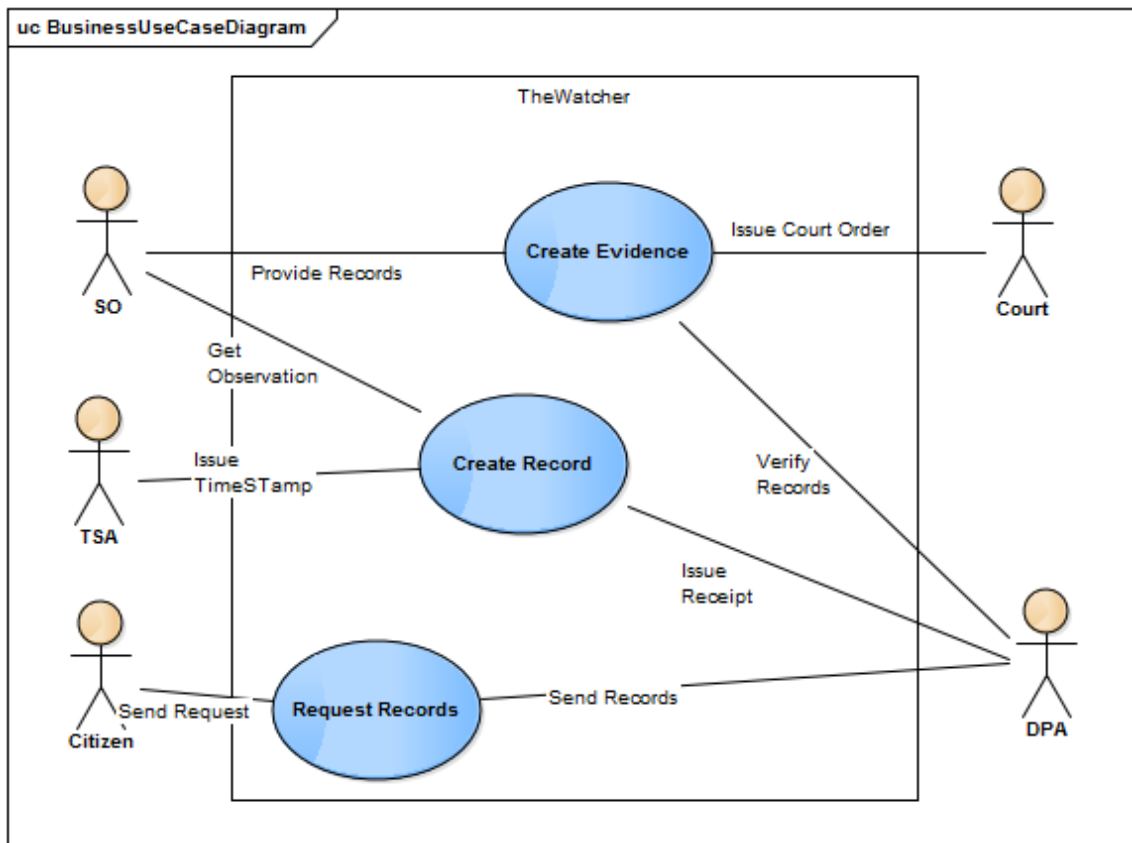 uc BusinessUseCaseDiagram
TheWatcher
Create Evidence
Issue Court Order
Provide Records
SO
Court
Get
Observation
Create Record
Issue
TimeSTamp
Verify
Records
TSA
Issue
Receipt
Send Request
Request Records
Send Records
Citizen
DPA